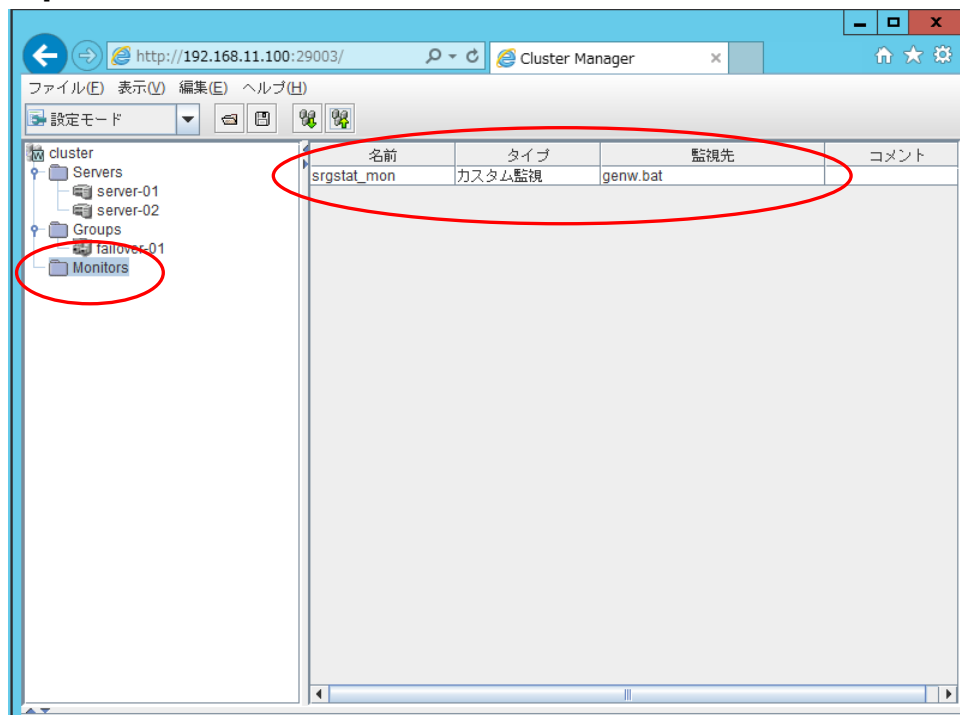 http://192.168.11.100:29003/
Cluster Manager
ファイル(F) 表示(V) 編集(E) ヘルプ(H)
設定モード
cluster
Servers
server-01
server-02
Groups
failover-01
Monitors
名前 タイプ 監視先 コメント
srgstat_mon カスタム監視 genw.bat